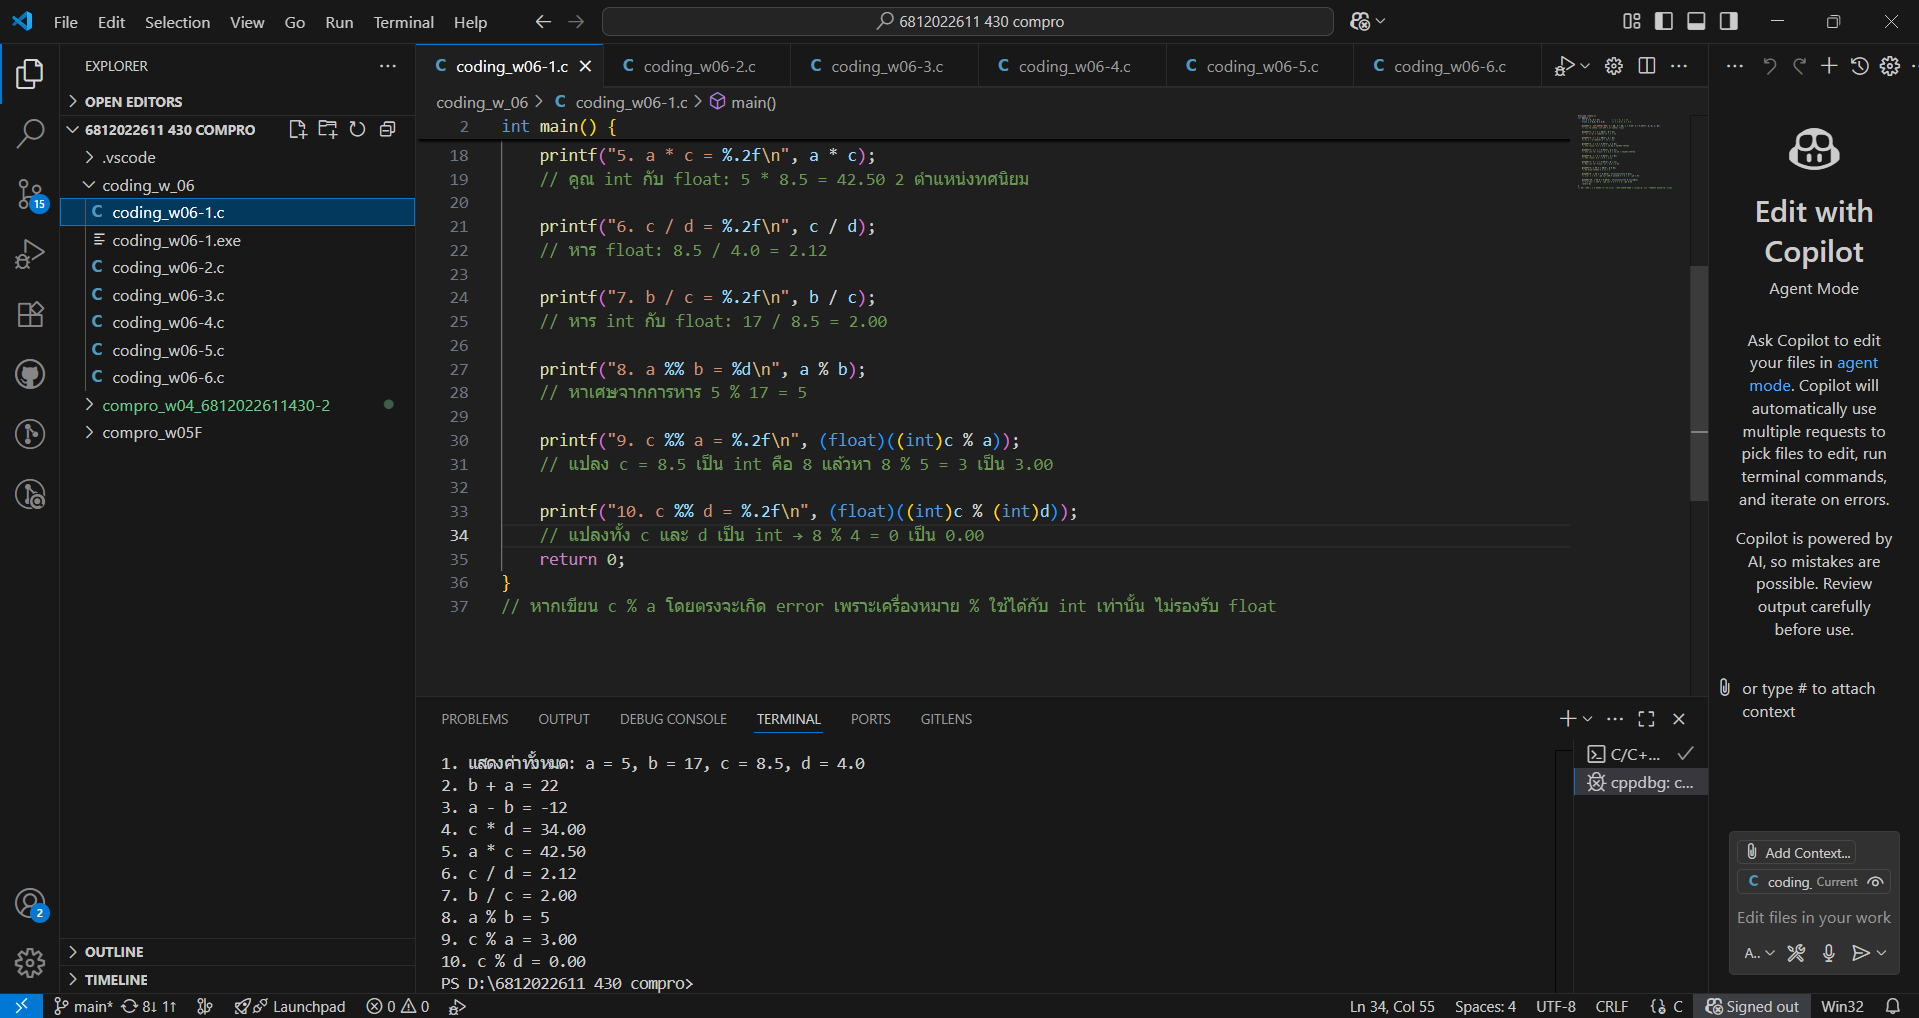 File Edit Selection View Go Run Terminal Help
6812022611 430 compro
EXPLORER
OPEN EDITORS
6812022611 430 COMPRO
.vscode
coding_w_06
C coding_w06-1.c
coding_w06-1.exe
C coding_w06-2.c
C coding_w06-3.c
C coding_w06-4.c
C coding_w06-5.c
C coding_w06-6.c
compro_w04_6812022611430-2
compro_w05F
OUTLINE
TIMELINE
15
2
C coding_w06-1.c C coding_w06-2.c C coding_w06-3.c C coding_w06-4.c C coding_w06-5.c C coding_w06-6.c
coding_w_06 > C coding_w06-1.c > main()
2 int main() {
18 printf("5. a * c = %.2f\n", a * c);
19 // คูณ int กับ float: 5 * 8.5 = 42.50 2 ตำแหน่งทศนิยม
20
21 printf("6. c / d = %.2f\n", c / d);
22 // หาร float: 8.5 / 4.0 = 2.12
23
24 printf("7. b / c = %.2f\n", b / c);
25 // หาร int กับ float: 17 / 8.5 = 2.00
26
27 printf("8. a %% b = %d\n", a % b);
28 // หาเศษจากการหาร 5 % 17 = 5
29
30 printf("9. c %% a = %.2f\n", (float)((int)c % a));
31 // แปลง c = 8.5 เป็น int คือ 8 แล้วหา 8 % 5 = 3 เป็น 3.00
32
33 printf("10. c %% d = %.2f\n", (float)((int)c % (int)d));
34 // แปลงทั้ง c และ d เป็น int → 8 % 4 = 0 เป็น 0.00
35 return 0;
36 }
37 // หากเขียน c % a โดยตรงจะเกิด error เพราะเครื่องหมาย % ใช้ได้กับ int เท่านั้น ไม่รองรับ float
PROBLEMS OUTPUT DEBUG CONSOLE TERMINAL PORTS GITLENS
1. แสดงค่าทั้งหมด: a = 5, b = 17, c = 8.5, d = 4.0
2. b + a = 22
3. a - b = -12
4. c * d = 34.00
5. a * c = 42.50
6. c / d = 2.12
7. b / c = 2.00
8. a % b = 5
9. c % a = 3.00
10. c % d = 0.00
PS D:\6812022611 430 compro>
C/C+...
cppdbg: c...
Edit with
Copilot
Agent Mode
Ask Copilot to edit
your files in agent
mode. Copilot will
automatically use
multiple requests to
pick files to edit, run
terminal commands,
and iterate on errors.
Copilot is powered by
AI, so mistakes are
possible. Review
output carefully
before use.
or type # to attach
context
Add Context...
C coding_ Current
Edit files in your work
A..
main* 8↓ 1↑ Launchpad 0 0 Ln 34, Col 55 Spaces: 4 UTF-8 CRLF {} C Signed out Win32